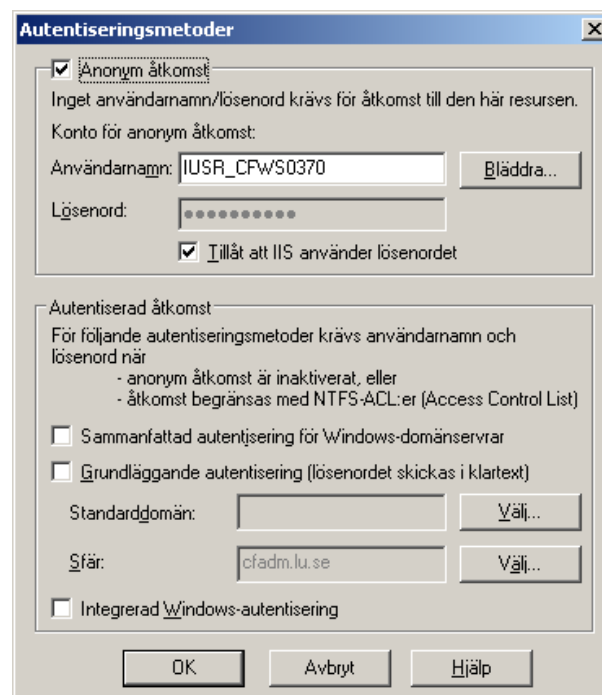 Autentiseringsmetoder
Anonym åtkomst
Inget användarnamn/lösenord krävs för åtkomst till den här resursen.
Konto för anonym åtkomst:
Användarnamn: IUSR_CFWS0370 Bläddra...
Lösenord: ●●●●●●●●●●
Tillåt att IIS använder lösenordet
Autentiserad åtkomst
För följande autentiseringsmetoder krävs användarnamn och
lösenord när
- anonym åtkomst är inaktiverat, eller
- åtkomst begränsas med NTFS-ACL:er (Access Control List)
Sammanfattad autentisering för Windows-domänservrar
Grundläggande autentisering (lösenordet skickas i klartext)
Standarddomän: Välj...
Sfär: cfadm.lu.se Välj...
Integrerad Windows-autentisering
OK Avbryt Hjälp